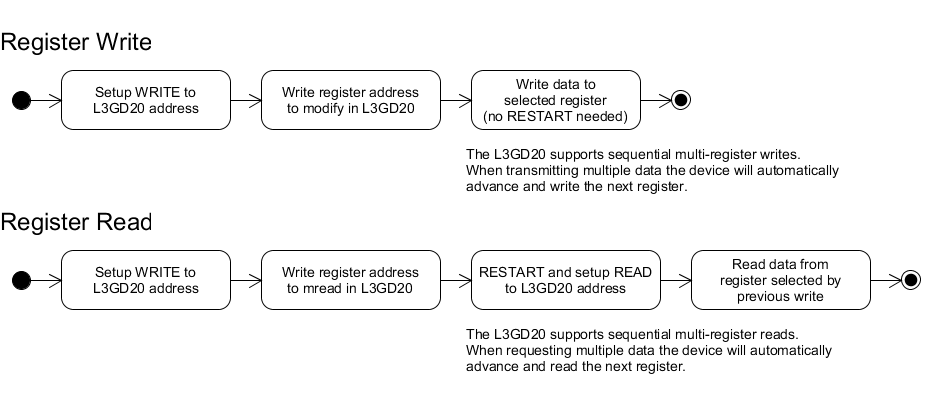 Register Write
Setup WRITE to
L3GD20 address
Write register address
to modify in L3GD20
Write data to
selected register
(no RESTART needed)
The L3GD20 supports sequential multi-register writes.
When transmitting multiple data the device will automatically
advance and write the next register.
Register Read
Setup WRITE to
L3GD20 address
Write register address
to mread in L3GD20
RESTART and setup READ
to L3GD20 address
Read data from
register selected by
previous write
The L3GD20 supports sequential multi-register reads.
When requesting multiple data the device will automatically
advance and read the next register.